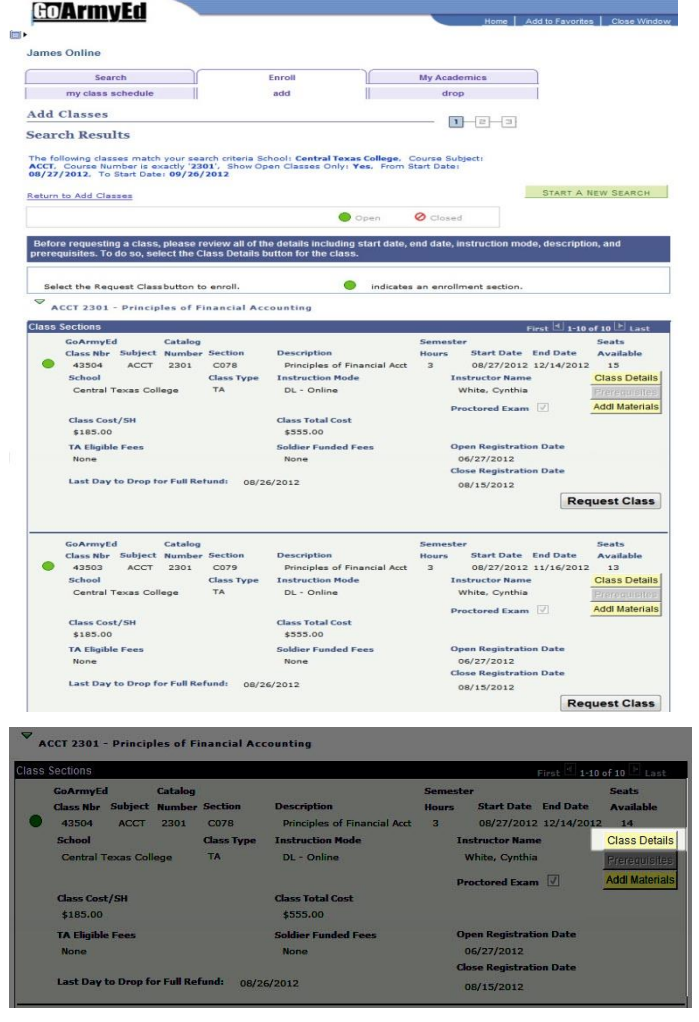 GoArmyEd
Home | Add to Favorites | Close Window
James Online
Search Enroll My Academics
my class schedule add drop
Add Classes
1 2 3
Search Results
The following classes match your search criteria School: Central Texas College, Course Subject:
ACCT, Course Number is exactly '2301', Show Open Classes Only: Yes, From Start Date:
08/27/2012, To Start Date: 09/26/2012
Return to Add Classes START A NEW SEARCH
Open Closed
Before requesting a class, please review all of the details including start date, end date, instruction mode, description, and
prerequisites. To do so, select the Class Details button for the class.
Select the Request Class button to enroll. indicates an enrollment section.
ACCT 2301 - Principles of Financial Accounting
Class Sections First 1-10 of 10 Last
GoArmyEd Catalog Semester Seats
Class Nbr Subject Number Section Description Hours Start Date End Date Available
43504 ACCT 2301 C078 Principles of Financial Acct 3 08/27/2012 12/14/2012 15
School Class Type Instruction Mode Instructor Name Class Details
Central Texas College TA DL - Online White, Cynthia Prerequisites
Proctored Exam Addl Materials
Class Cost/SH Class Total Cost
$185.00 $555.00
TA Eligible Fees Soldier Funded Fees Open Registration Date
None None 06/27/2012
Close Registration Date
Last Day to Drop for Full Refund: 08/26/2012 08/15/2012
Request Class
GoArmyEd Catalog Semester Seats
Class Nbr Subject Number Section Description Hours Start Date End Date Available
43503 ACCT 2301 C079 Principles of Financial Acct 3 08/27/2012 11/16/2012 13
School Class Type Instruction Mode Instructor Name Class Details
Central Texas College TA DL - Online White, Cynthia Prerequisites
Proctored Exam Addl Materials
Class Cost/SH Class Total Cost
$185.00 $555.00
TA Eligible Fees Soldier Funded Fees Open Registration Date
None None 06/27/2012
Close Registration Date
Last Day to Drop for Full Refund: 08/26/2012 08/15/2012
Request Class
ACCT 2301 - Principles of Financial Accounting
Class Sections First 1-10 of 10 Last
GoArmyEd Catalog Semester Seats
Class Nbr Subject Number Section Description Hours Start Date End Date Available
43504 ACCT 2301 C078 Principles of Financial Acct 3 08/27/2012 12/14/2012 14
School Class Type Instruction Mode Instructor Name Class Details
Central Texas College TA DL - Online White, Cynthia Prerequisites
Proctored Exam Addl Materials
Class Cost/SH Class Total Cost
$185.00 $555.00
TA Eligible Fees Soldier Funded Fees Open Registration Date
None None 06/27/2012
Close Registration Date
Last Day to Drop for Full Refund: 08/26/2012 08/15/2012